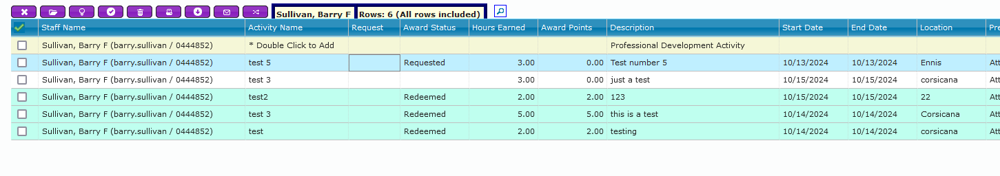 Sullivan, Barry F Rows: 6 (All rows included)
Staff Name Activity Name Request Award Status Hours Earned Award Points Description Start Date End Date Location Pre
Sullivan, Barry F (barry.sullivan / 0444852) * Double Click to Add Professional Development Activity
Sullivan, Barry F (barry.sullivan / 0444852) test 5 Requested 3.00 0.00 Test number 5 10/13/2024 10/13/2024 Ennis Att
Sullivan, Barry F (barry.sullivan / 0444852) test 3 3.00 0.00 just a test 10/15/2024 10/15/2024 corsicana Att
Sullivan, Barry F (barry.sullivan / 0444852) test2 Redeemed 2.00 2.00 123 10/15/2024 10/15/2024 22 Att
Sullivan, Barry F (barry.sullivan / 0444852) test 3 Redeemed 5.00 5.00 this is a test 10/14/2024 10/14/2024 Corsicana Att
Sullivan, Barry F (barry.sullivan / 0444852) test Redeemed 2.00 2.00 testing 10/14/2024 10/14/2024 corsicana Att